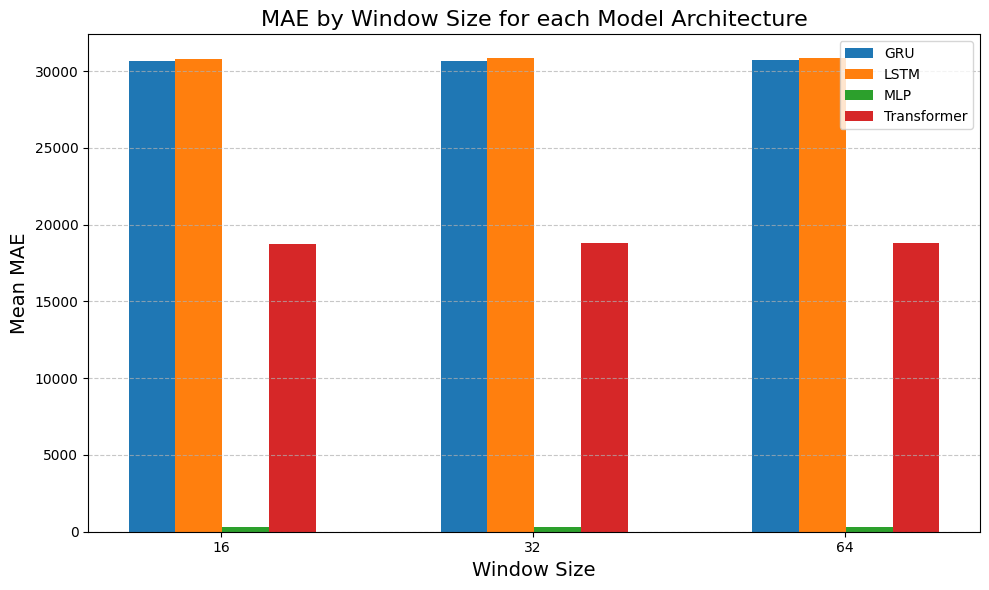 MAE by Window Size for each Model Architecture
GRU
LSTM
MLP
Transformer
Mean MAE
30000
25000
20000
15000
10000
5000
0
16
32
64
Window Size